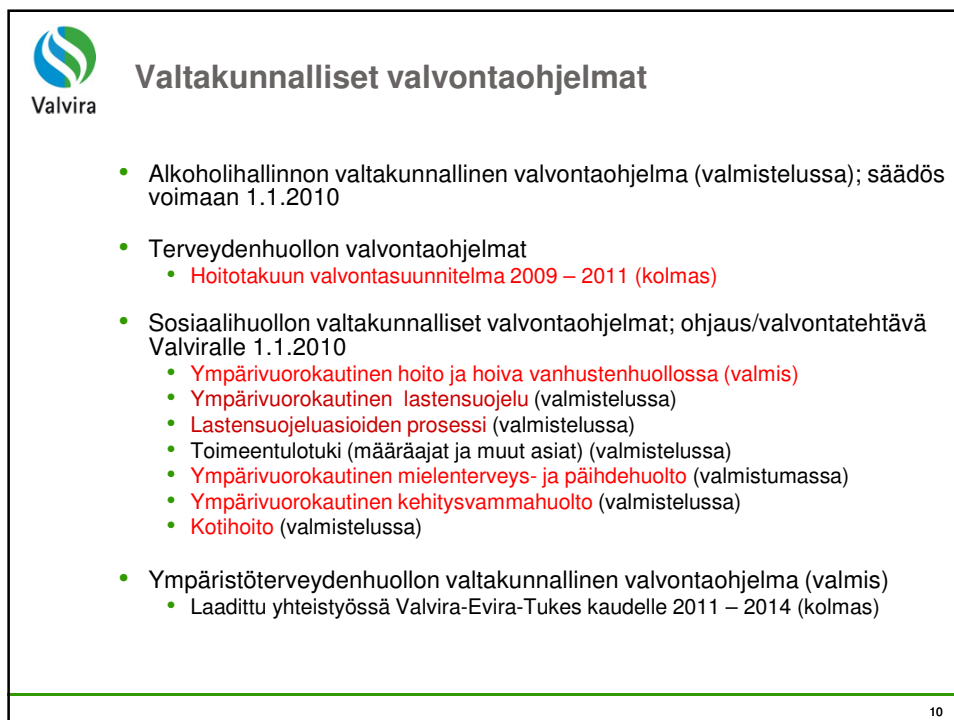 Valvira
Valtakunnalliset valvontaohjelmat
• Alkoholihallinnon valtakunnallinen valvontaohjelma (valmistelussa); säädös
voimaan 1.1.2010
• Terveydenhuollon valvontaohjelmat
• Hoitotakuun valvontasuunnitelma 2009 – 2011 (kolmas)
• Sosiaalihuollon valtakunnalliset valvontaohjelmat; ohjaus/valvontatehtävä
Valviralle 1.1.2010
• Ympärivuorokautinen hoito ja hoiva vanhustenhuollossa (valmis)
• Ympärivuorokautinen lastensuojelu (valmistelussa)
• Lastensuojeluasioiden prosessi (valmistelussa)
• Toimeentulotuki (määräajat ja muut asiat) (valmistelussa)
• Ympärivuorokautinen mielenterveys- ja päihdehuolto (valmistumassa)
• Ympärivuorokautinen kehitysvammahuolto (valmistelussa)
• Kotihoito (valmistelussa)
• Ympäristöterveydenhuollon valtakunnallinen valvontaohjelma (valmis)
• Laadittu yhteistyössä Valvira-Evira-Tukes kaudelle 2011 – 2014 (kolmas)
10